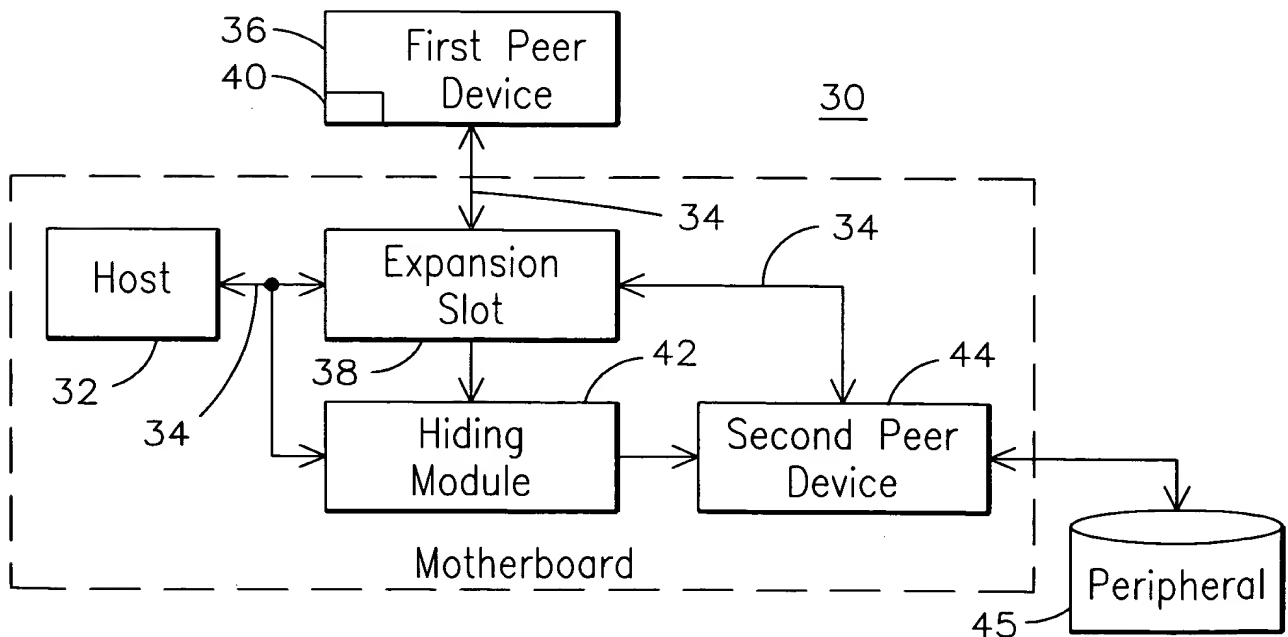 36
First Peer
Device
40
30
34
34
Host
Expansion
Slot
32
34
38
42
44
Hiding
Module
Second Peer
Device
Motherboard
Peripheral
45